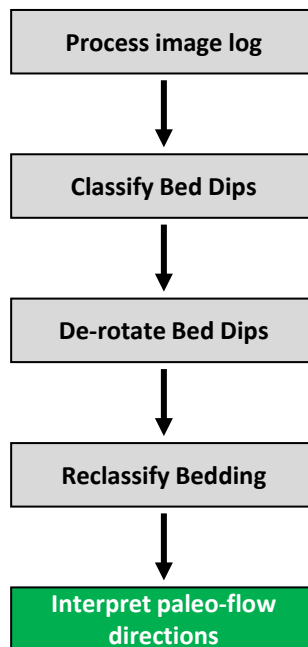 Process image log
Classify Bed Dips
De-rotate Bed Dips
Reclassify Bedding
Interpret paleo-flow
directions